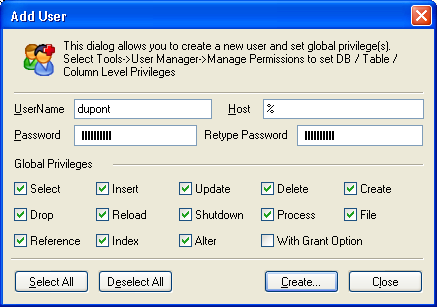 Add User
This dialog allows you to create a new user and set global privilege(s).
Select Tools->User Manager->Manage Permissions to set DB / Table /
Column Level Privileges
UserName dupont Host %
Password Retype Password
Global Privileges
Select Insert Update Delete Create
Drop Reload Shutdown Process File
Reference Index Alter With Grant Option
Select All Deselect All Create... Close